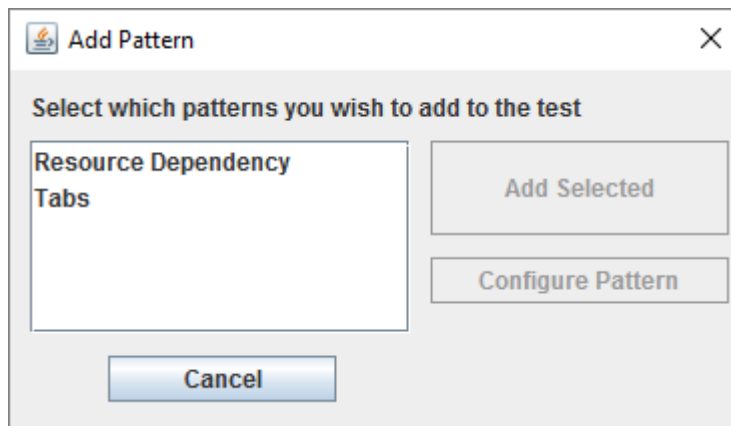 Add Pattern
Select which patterns you wish to add to the test
Resource Dependency
Tabs
Add Selected
Configure Pattern
Cancel